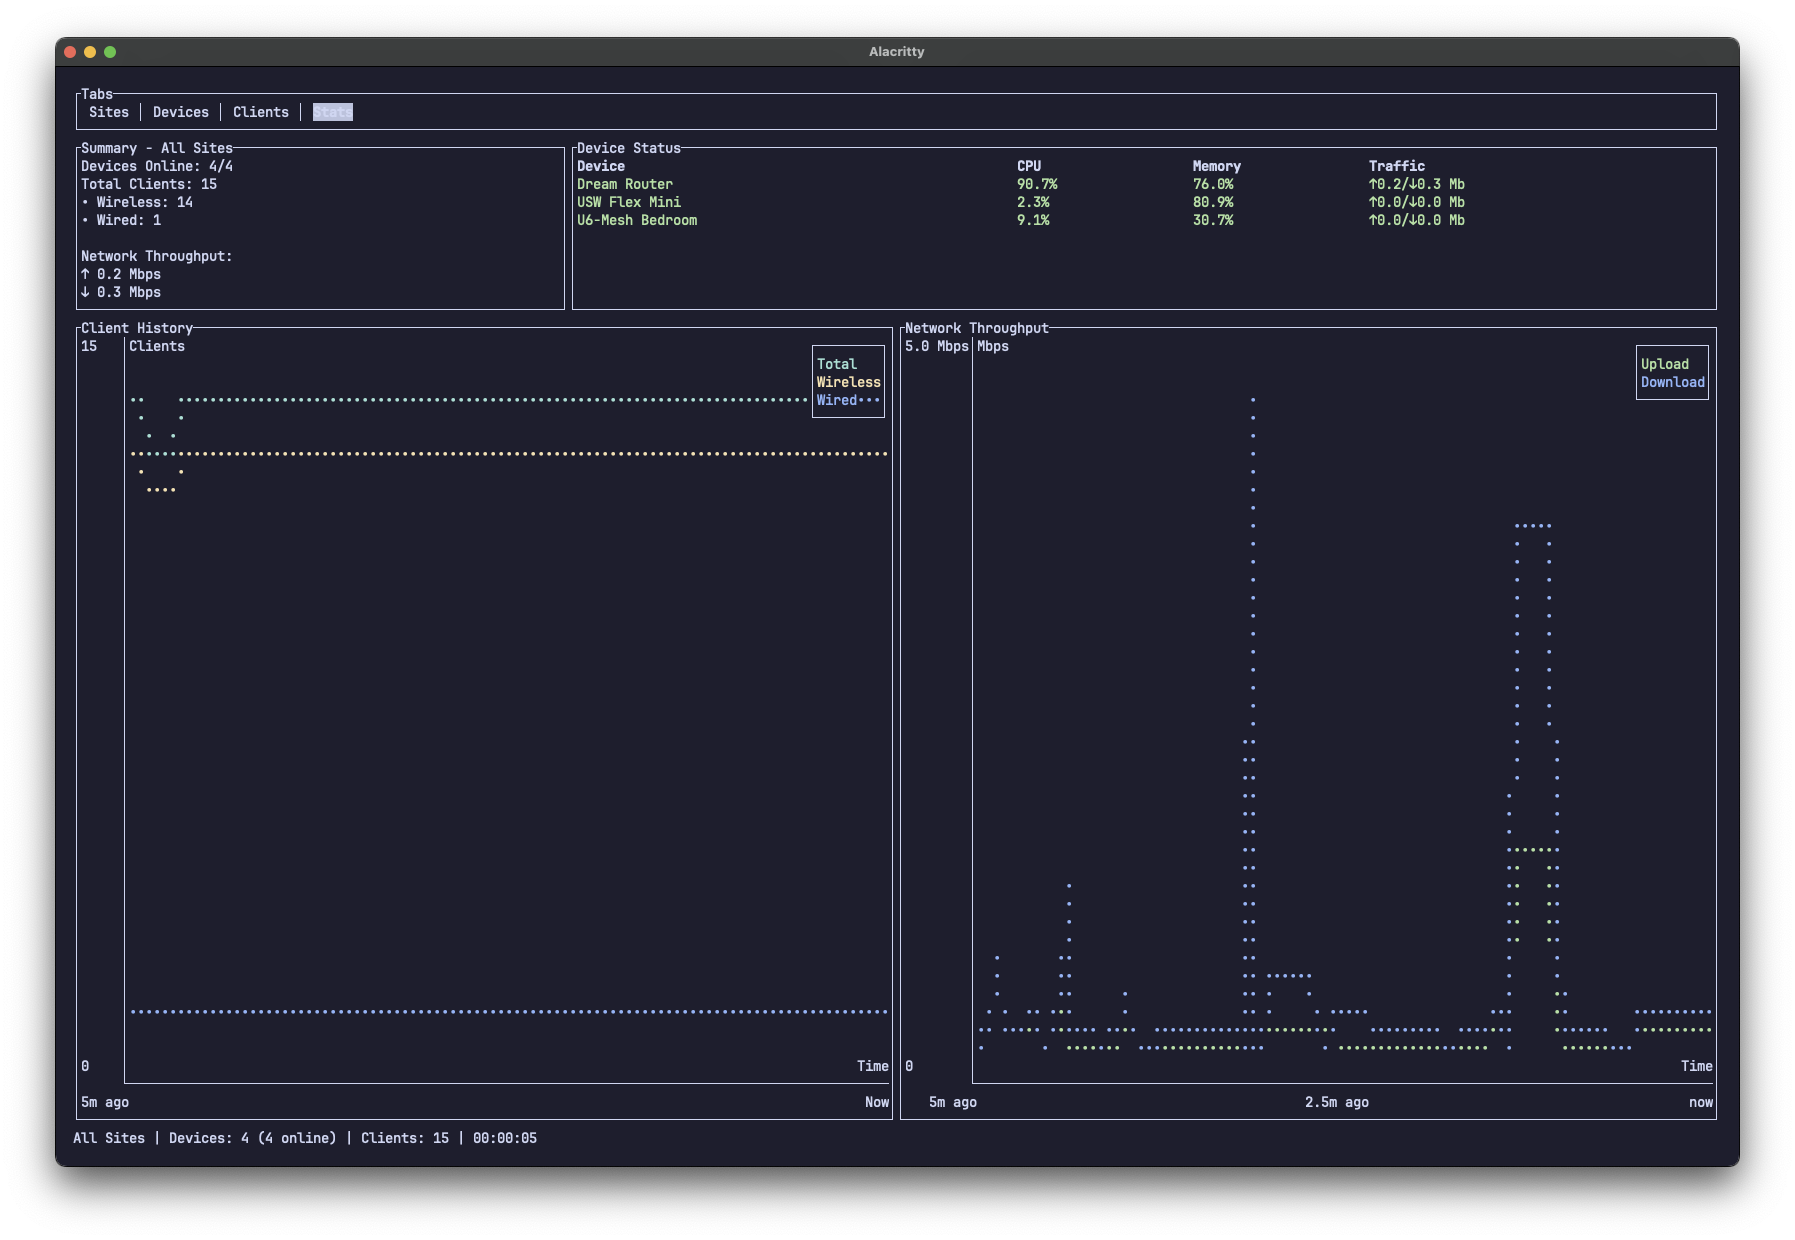 Alacritty
Tabs
Sites | Devices | Clients | Stats
Summary - All Sites
Devices Online: 4/4
Total Clients: 15
• Wireless: 14
• Wired: 1
Network Throughput:
↑ 0.2 Mbps
↓ 0.3 Mbps
Device Status
Device CPU Memory Traffic
Dream Router 90.7% 76.0% ↑0.2/↓0.3 Mb
USW Flex Mini 2.3% 80.9% ↑0.0/↓0.0 Mb
U6-Mesh Bedroom 9.1% 30.7% ↑0.0/↓0.0 Mb
Client History
15 Clients
Total
Wireless
Wired
0 Time
5m ago Now
Network Throughput
5.0 Mbps Mbps
Upload
Download
0 Time
5m ago 2.5m ago now
All Sites | Devices: 4 (4 online) | Clients: 15 | 00:00:05